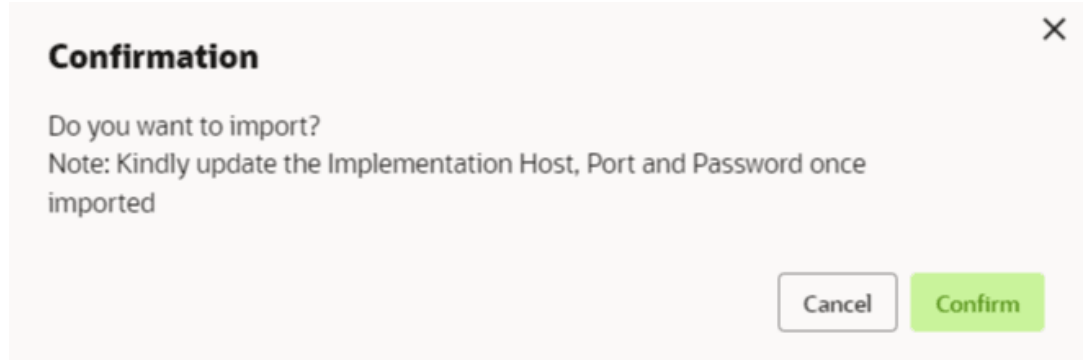 Confirmation
Do you want to import?
Note: Kindly update the Implementation Host, Port and Password once
imported
Cancel Confirm